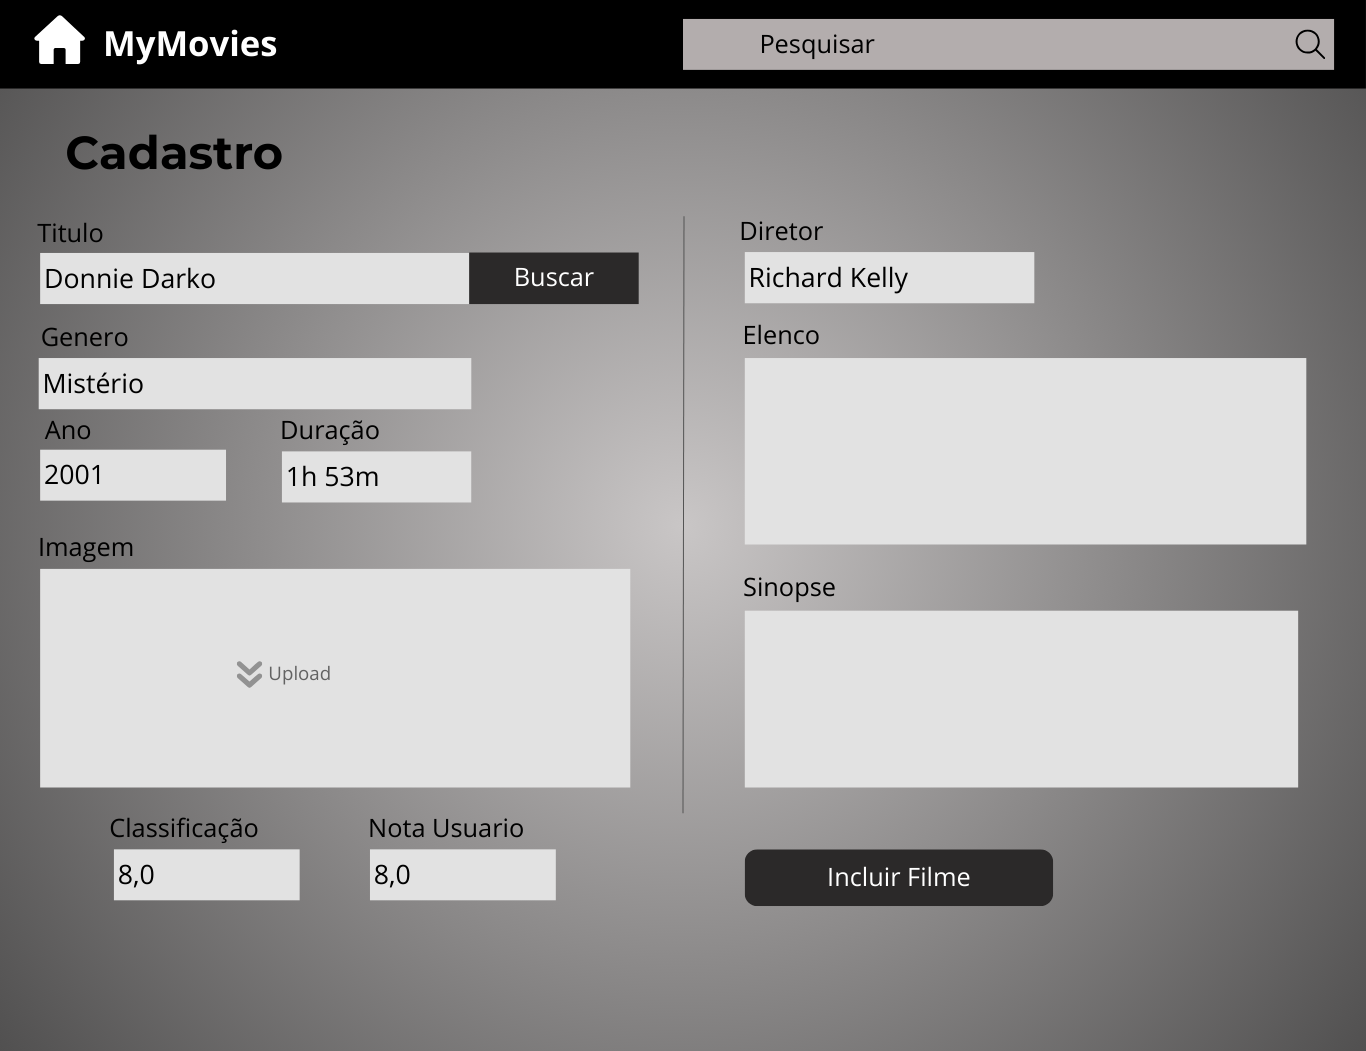 MyMovies
Pesquisar
Cadastro
Titulo
Donnie Darko
Buscar
Genero
Mistério
Ano
Duração
2001
1h 53m
Imagem
Upload
Classificação
Nota Usuario
8,0
8,0
Diretor
Richard Kelly
Elenco
Sinopse
Incluir Filme